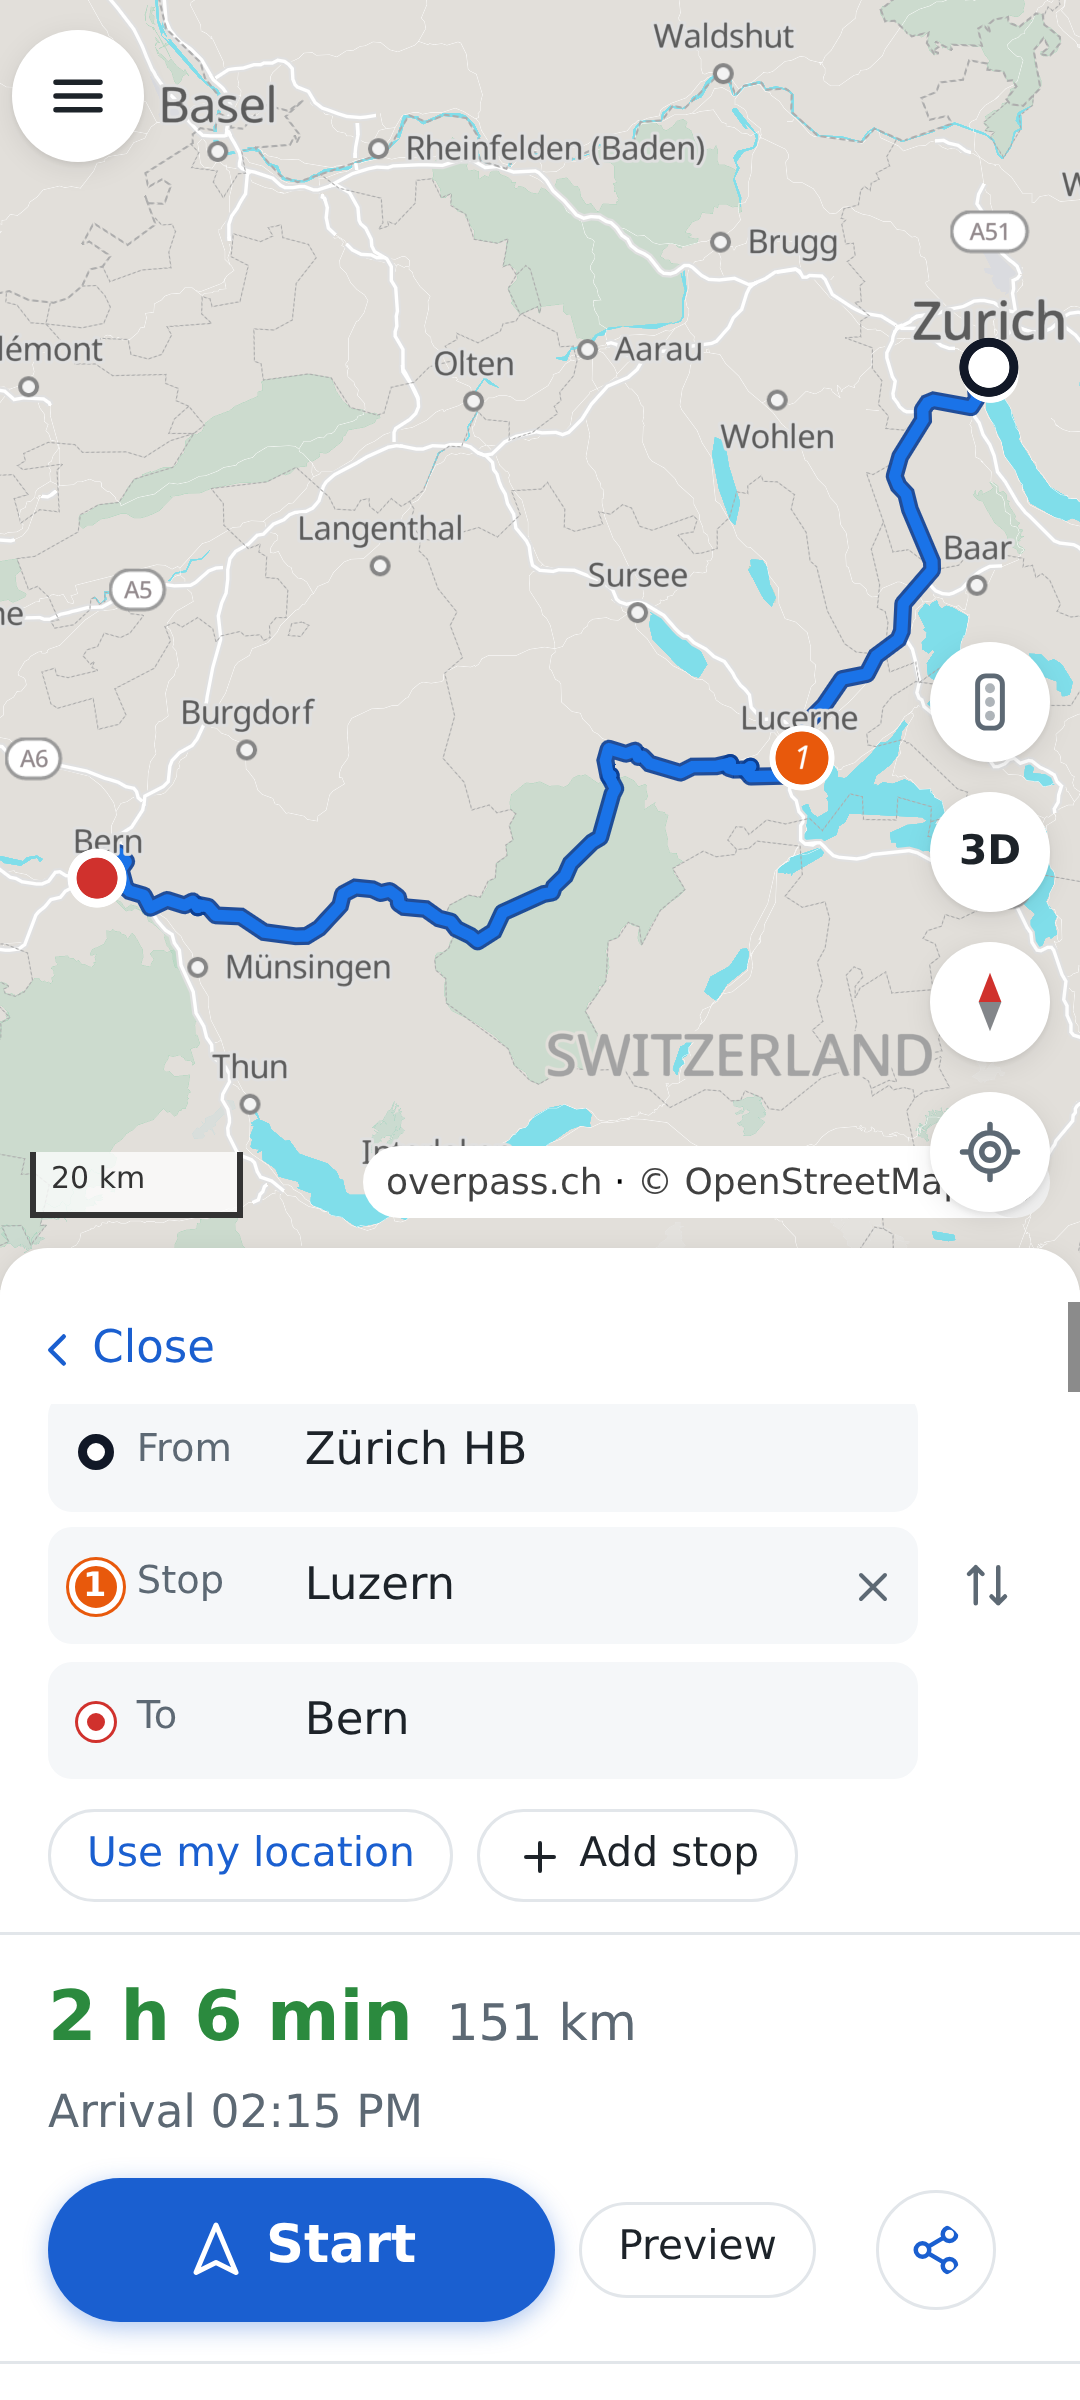 Waldshut
Basel
Rheinfelden (Baden)
A51
Brugg
Zurich
lémont
Olten
Aarau
Wohlen
Langenthal
Baar
Sursee
A5
ne
Burgdorf
Lucerne
1
A6
Bern
3D
Münsingen
SWITZERLAND
Thun
20 km
overpass.ch · © OpenStreetMa
Close
From Zürich HB
1 Stop Luzern
To Bern
Use my location
+ Add stop
2 h 6 min 151 km
Arrival 02:15 PM
Start
Preview